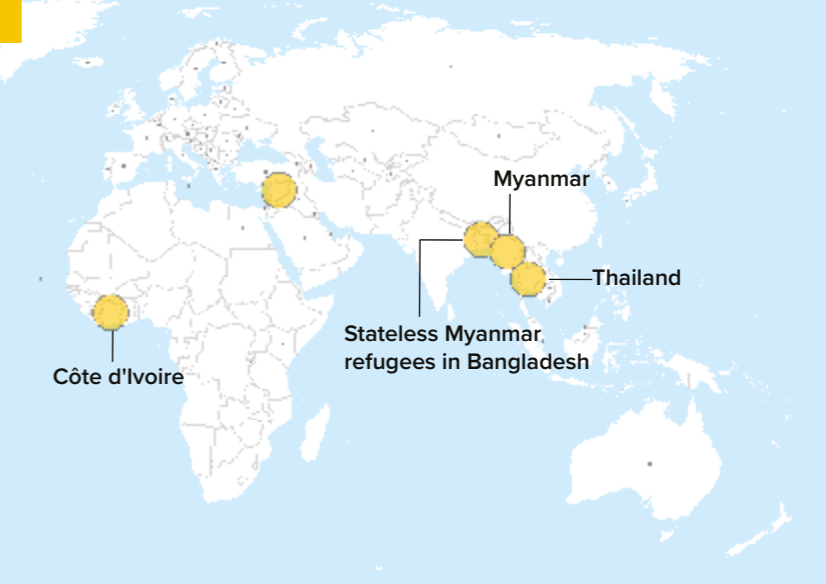 Myanmar
Thailand
Stateless Myanmar
refugees in Bangladesh
Côte d'Ivoire